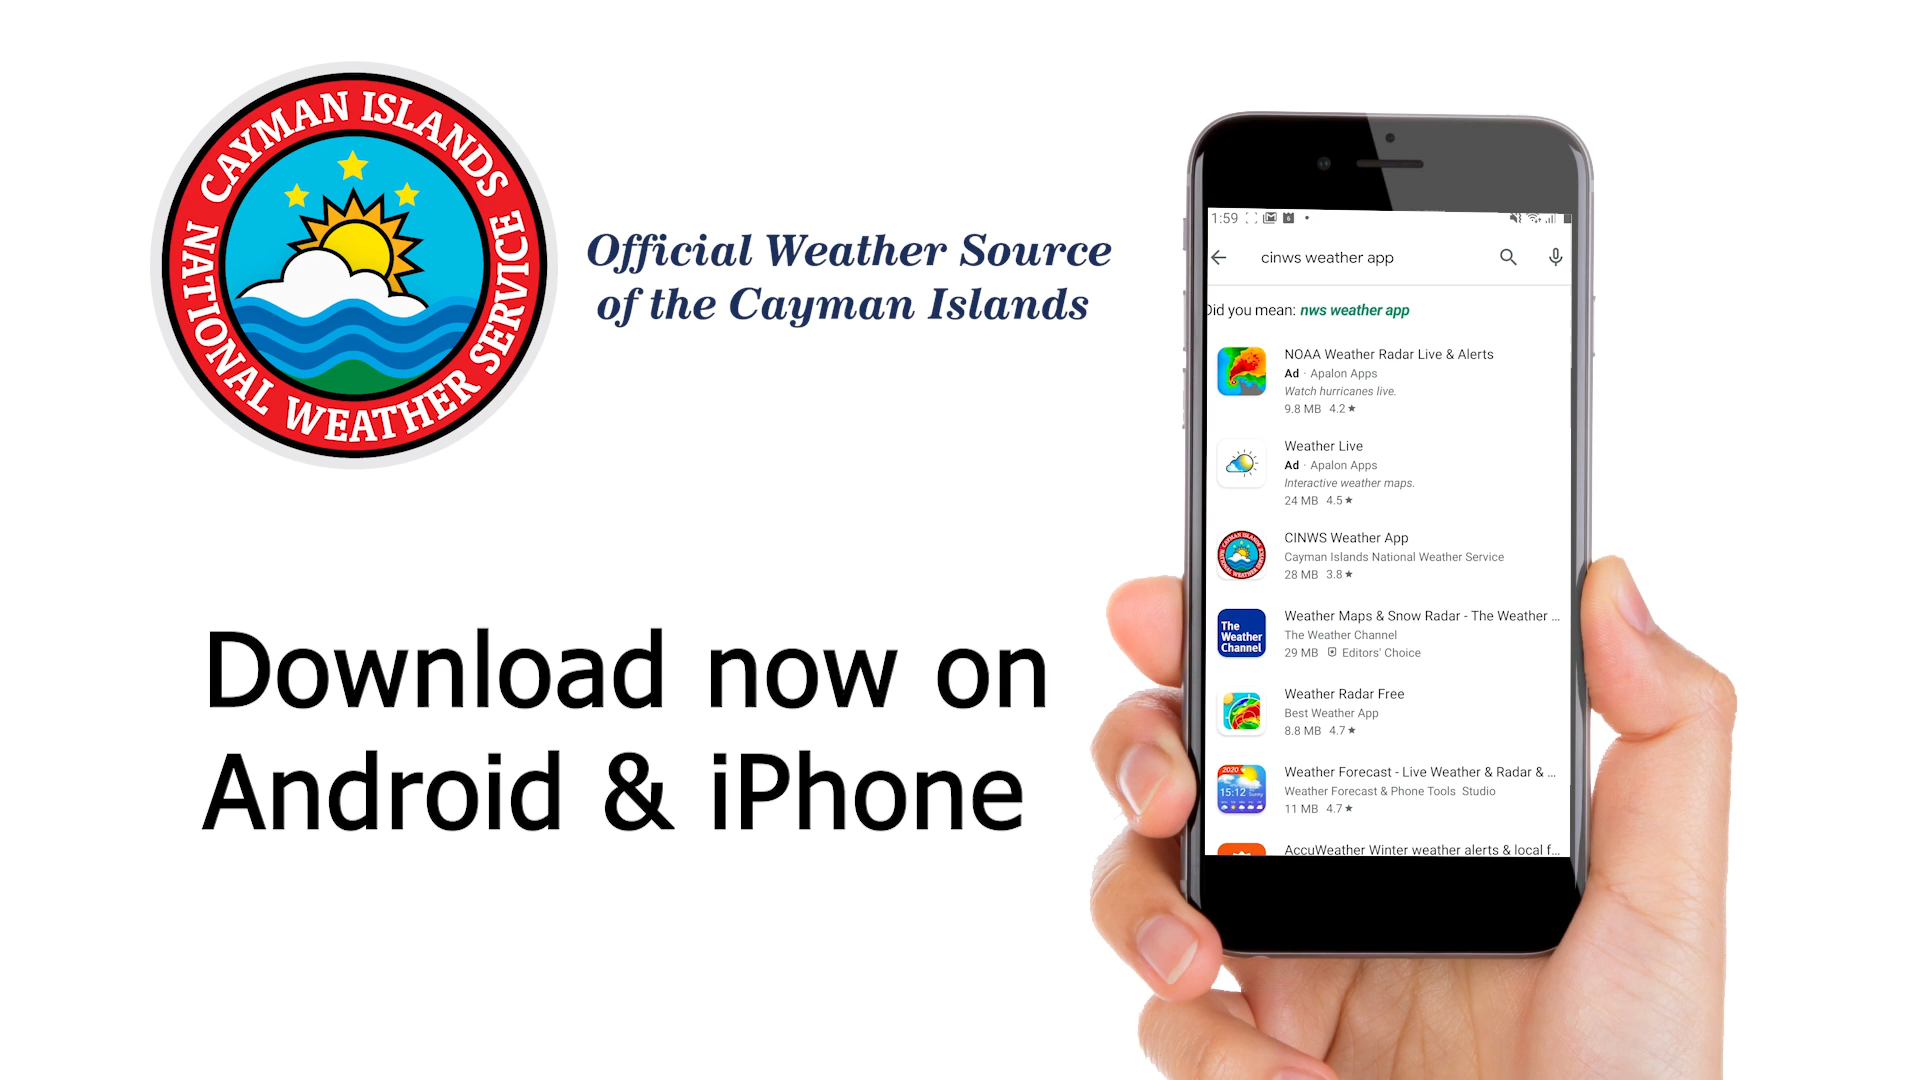 CAYMAN ISLANDS
NATIONAL WEATHER SERVICE
Official Weather Source
of the Cayman Islands
Download now on
Android & iPhone
1:59
cinws weather app
Did you mean: nws weather app
NOAA Weather Radar Live & Alerts
Ad · Apalon Apps
Watch hurricanes live.
9.8 MB 4.2★
Weather Live
Ad · Apalon Apps
Interactive weather maps.
24 MB 4.5★
CINWS Weather App
Cayman Islands National Weather Service
28 MB 3.8★
The
Weather
Channel
Weather Maps & Snow Radar - The Weather ...
The Weather Channel
29 MB Editors' Choice
Weather Radar Free
Best Weather App
8.8 MB 4.7★
2020
15:12
Sunny
Weather Forecast - Live Weather & Radar & ...
Weather Forecast & Phone Tools Studio
11 MB 4.7★
AccuWeather Winter weather alerts & local f...